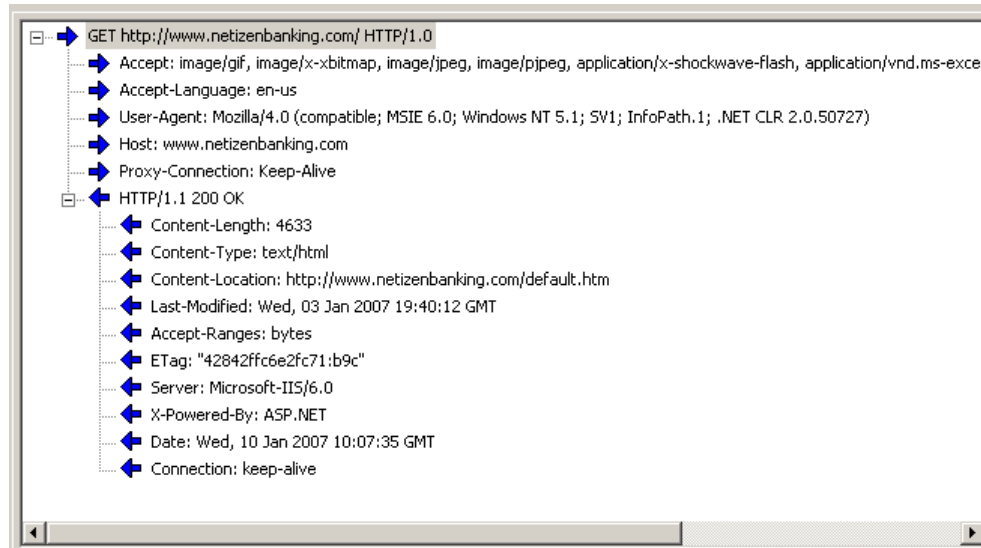 GET http://www.netizenbanking.com/ HTTP/1.0
Accept: image/gif, image/x-xbitmap, image/jpeg, image/pjpeg, application/x-shockwave-flash, application/vnd.ms-exce
Accept-Language: en-us
User-Agent: Mozilla/4.0 (compatible; MSIE 6.0; Windows NT 5.1; SV1; InfoPath.1; .NET CLR 2.0.50727)
Host: www.netizenbanking.com
Proxy-Connection: Keep-Alive
HTTP/1.1 200 OK
Content-Length: 4633
Content-Type: text/html
Content-Location: http://www.netizenbanking.com/default.htm
Last-Modified: Wed, 03 Jan 2007 19:40:12 GMT
Accept-Ranges: bytes
ETag: "42842ffc6e2fc71:b9c"
Server: Microsoft-IIS/6.0
X-Powered-By: ASP.NET
Date: Wed, 10 Jan 2007 10:07:35 GMT
Connection: keep-alive